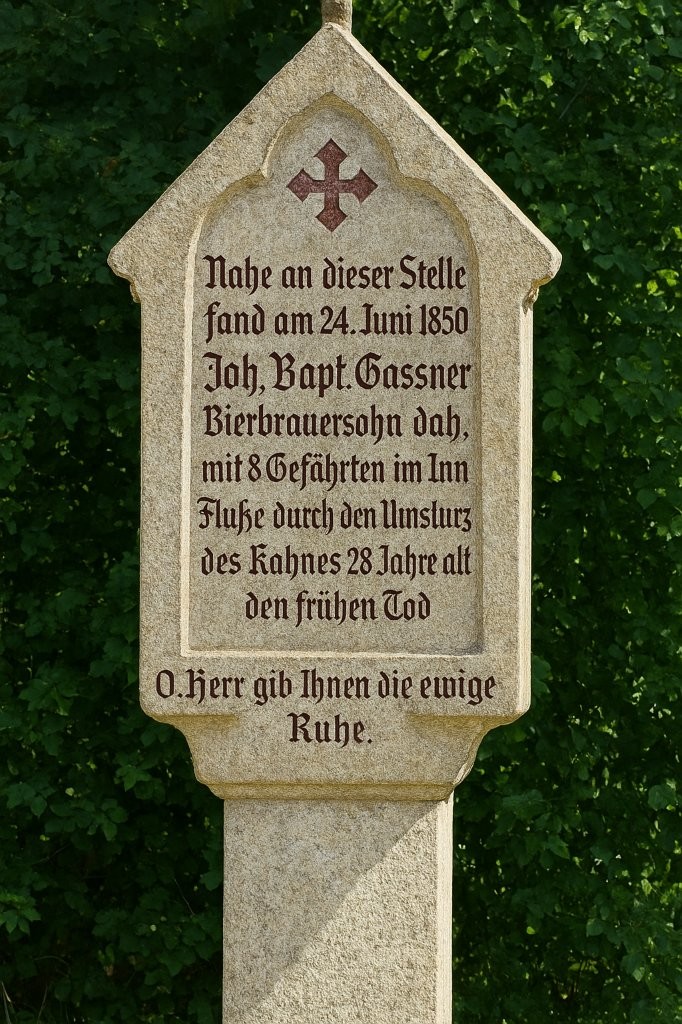 Nahe an dieser Stelle
fand am 24. Juni 1850
Joh, Bapt. Gassner
Bierbrauersohn dah,
mit 8 Gefährten im Inn
Fluße durch den Umslurz
des Kahnes 28 Jahre alt
den frühen Tod
O. Herr gib Ihnen die ewige
Ruhe.